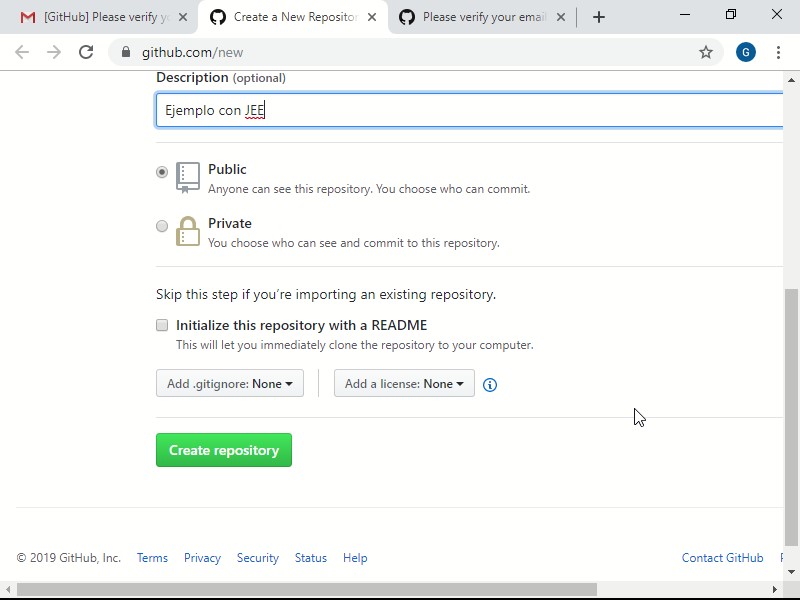 [GitHub] Please verify y
Create a New Repositor
Please verify your email
github.com/new
G
Description (optional)
Ejemplo con JEE
Public
Anyone can see this repository. You choose who can commit.
Private
You choose who can see and commit to this repository.
Skip this step if you’re importing an existing repository.
Initialize this repository with a README
This will let you immediately clone the repository to your computer.
Add .gitignore: None
Add a license: None
Create repository
© 2019 GitHub, Inc. Terms Privacy Security Status Help Contact GitHub